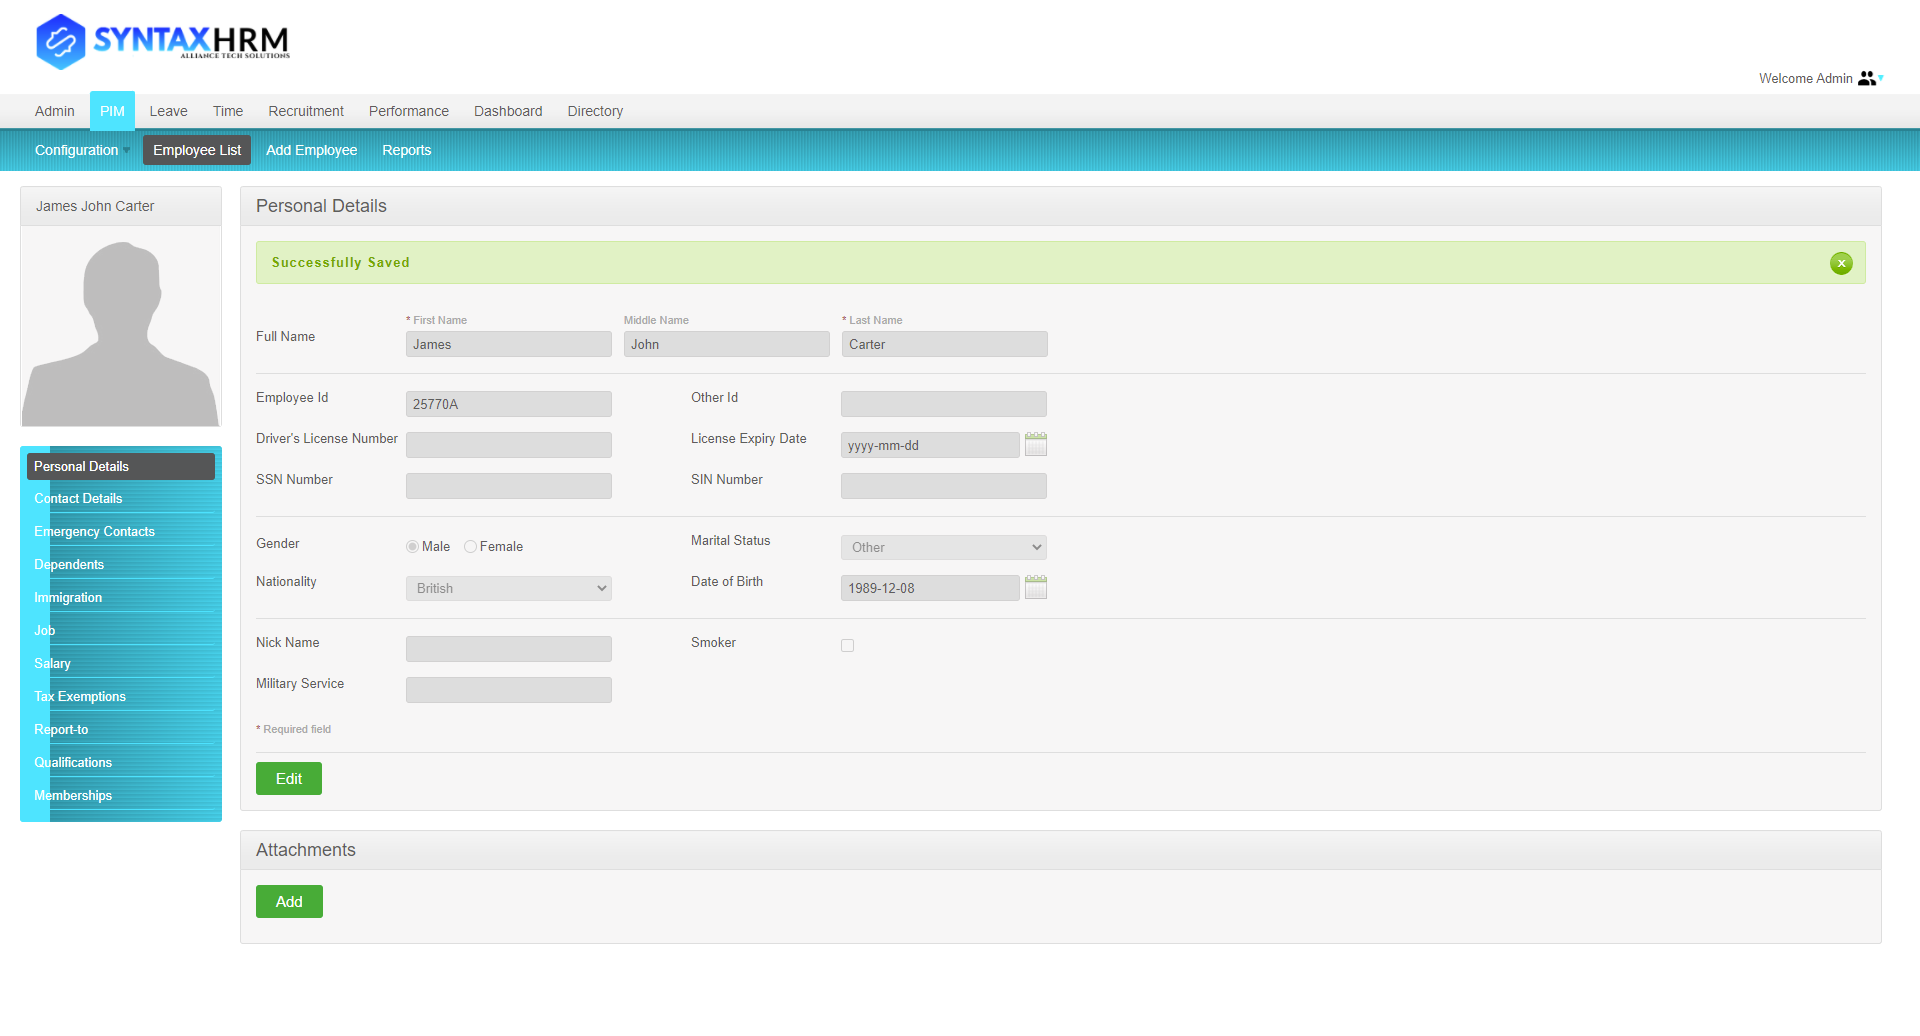 SYNTAXHRM
ALLIANCE TECH SOLUTIONS
Welcome Admin
Admin PIM Leave Time Recruitment Performance Dashboard Directory
Configuration Employee List Add Employee Reports
James John Carter
Personal Details
Contact Details
Emergency Contacts
Dependents
Immigration
Job
Salary
Tax Exemptions
Report-to
Qualifications
Memberships
Personal Details
Successfully Saved
x
* First Name Middle Name * Last Name
Full Name James John Carter
Employee Id 25770A Other Id
Driver's License Number License Expiry Date yyyy-mm-dd
SSN Number SIN Number
Gender Male Female Marital Status Other
Nationality British Date of Birth 1989-12-08
Nick Name Smoker
Military Service
* Required field
Edit
Attachments
Add